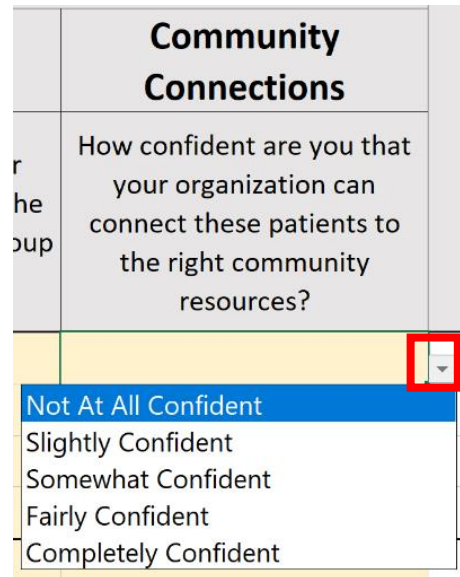 Community
Connections
How confident are you that
your organization can
connect these patients to
the right community
resources?
Not At All Confident
Slightly Confident
Somewhat Confident
Fairly Confident
Completely Confident